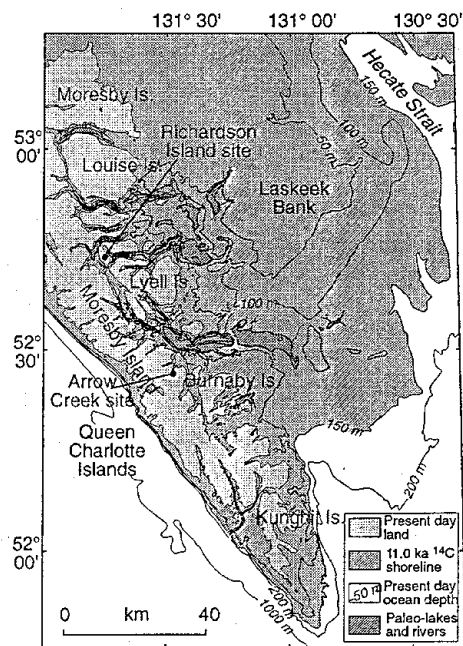 131° 30'
131° 00'
130° 30'
Hecate Strait
150 m
100 m
50 m
Moresby Is.
53°
00'
Richardson
Island site
Louise Is.
Laskeek
Bank
Lyall Is.
100 m
Moresby Island
52°
30'
Arrow
Creek site
Burnaby Is.
Queen
Charlotte
Islands
150 m
200 m
Kunghit Is.
52°
00'
200 m
1000 m
0 km 40
Present day
land
11.0 ka ¹⁴C
shoreline
50 m
Present day
ocean depth
Paleo-lakes
and rivers